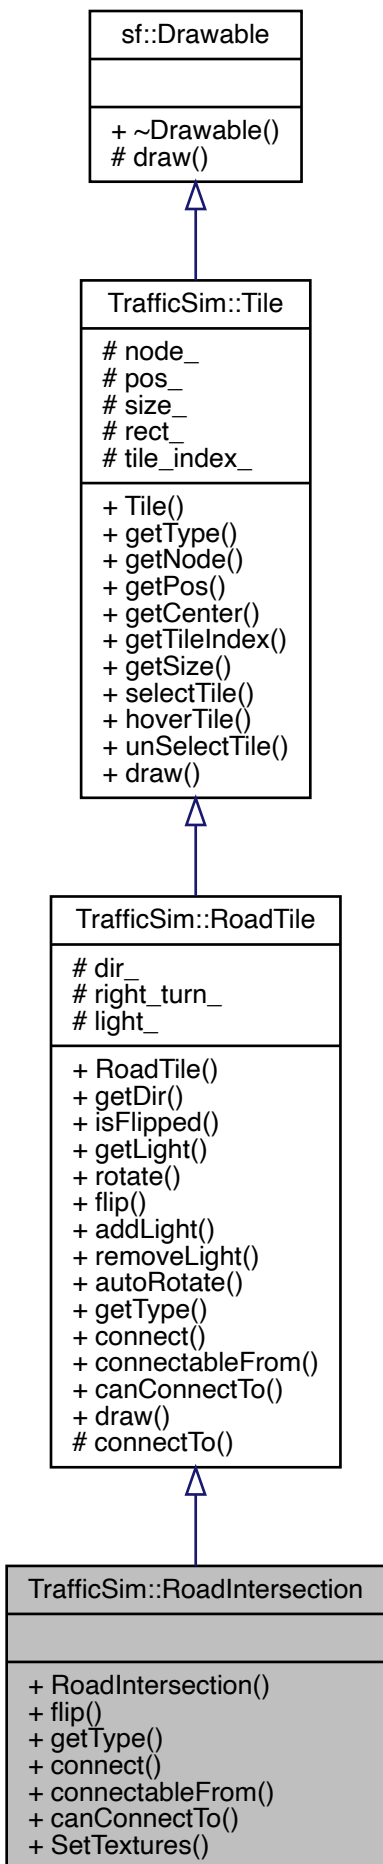 sf::Drawable
+ ~Drawable()
# draw()
TrafficSim::Tile
# node_
# pos_
# size_
# rect_
# tile_index_
+ Tile()
+ getType()
+ getNode()
+ getPos()
+ getCenter()
+ getTileIndex()
+ getSize()
+ selectTile()
+ hoverTile()
+ unSelectTile()
+ draw()
TrafficSim::RoadTile
# dir_
# right_turn_
# light_
+ RoadTile()
+ getDir()
+ isFlipped()
+ getLight()
+ rotate()
+ flip()
+ addLight()
+ removeLight()
+ autoRotate()
+ getType()
+ connect()
+ connectableFrom()
+ canConnectTo()
+ draw()
# connectTo()
TrafficSim::RoadIntersection
+ RoadIntersection()
+ flip()
+ getType()
+ connect()
+ connectableFrom()
+ canConnectTo()
+ SetTextures()